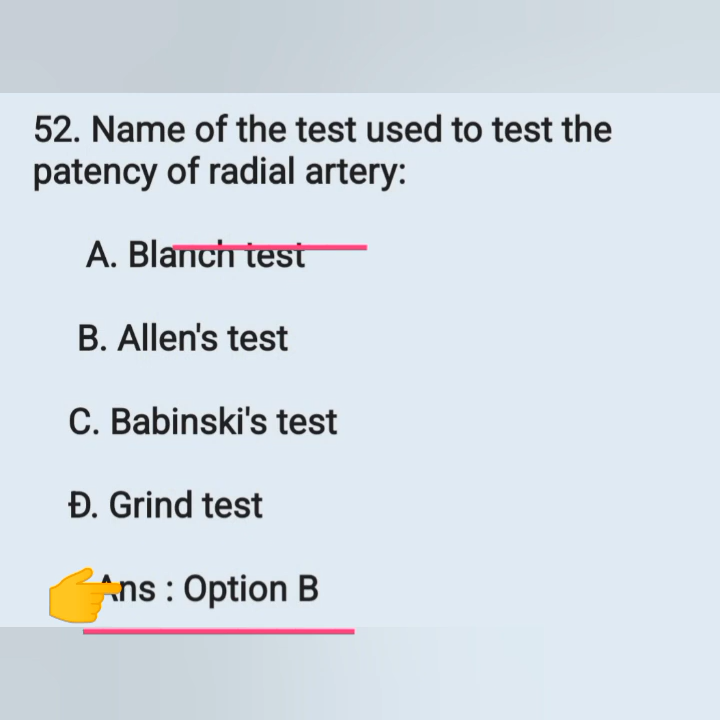 52. Name of the test used to test the
patency of radial artery:
A. Blanch test
B. Allen's test
C. Babinski's test
Đ. Grind test
Ans : Option B